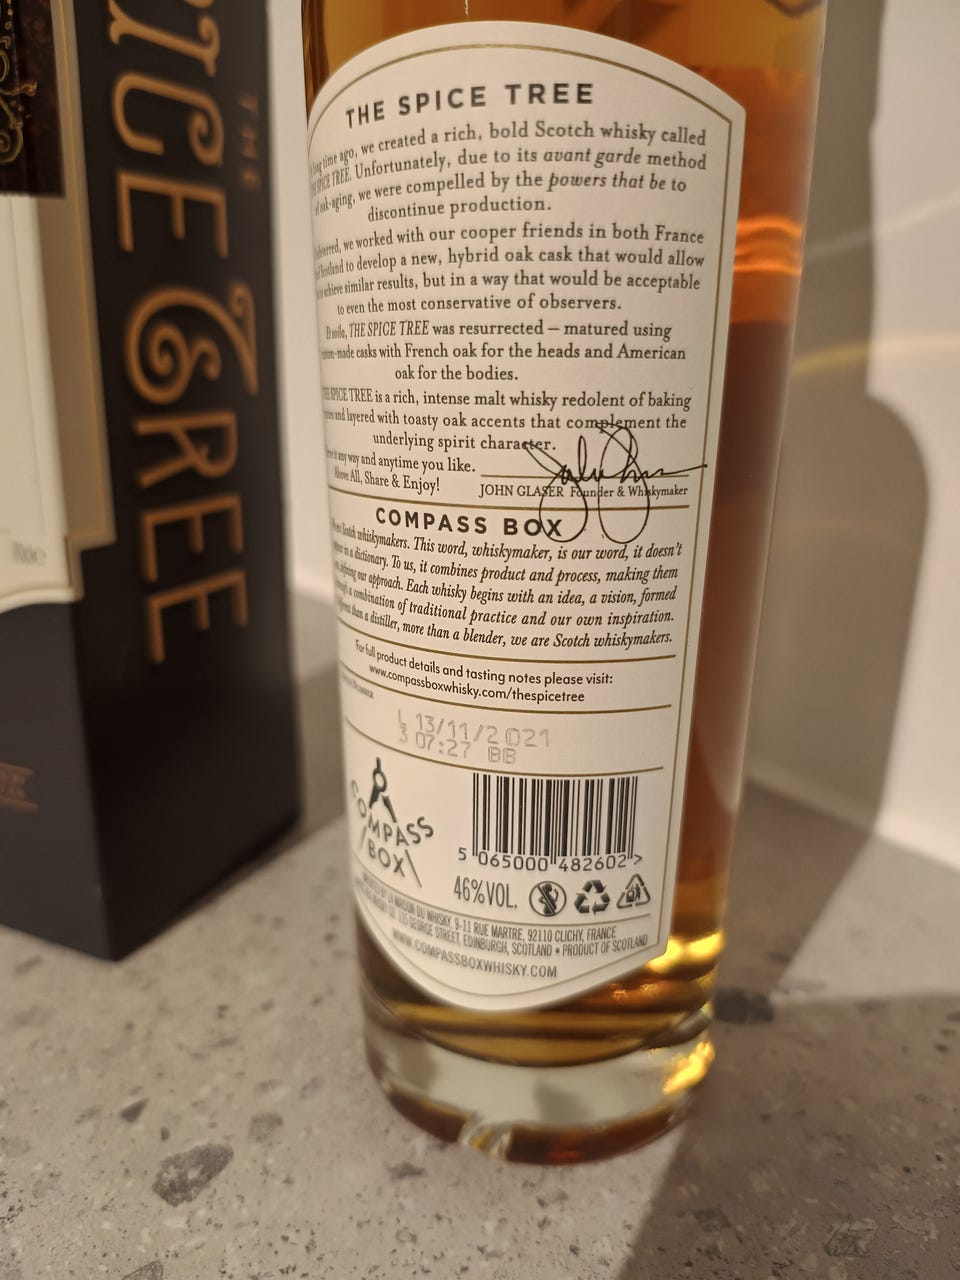 THE
SPICE TREE
THE SPICE TREE
long time ago, we created a rich, bold Scotch whisky called
THE SPICE TREE. Unfortunately, due to its avant garde method
of oak-aging, we were compelled by the powers that be to
discontinue production.
we worked with our cooper friends in both France
Scotland to develop a new, hybrid oak cask that would allow
achieve similar results, but in a way that would be acceptable
to even the most conservative of observers.
Et voila, THE SPICE TREE was resurrected – matured using
custom-made casks with French oak for the heads and American
oak for the bodies.
THE SPICE TREE is a rich, intense malt whisky redolent of baking
and layered with toasty oak accents that complement the
underlying spirit character.
it any way and anytime you like.
Above All, Share & Enjoy!
JOHN GLASER Founder & Whiskymaker
COMPASS BOX
Scotch whiskymakers. This word, whiskymaker, is our word, it doesn't
in a dictionary. To us, it combines product and process, making them
defining our approach. Each whisky begins with an idea, a vision, formed
a combination of traditional practice and our own inspiration.
than a distiller, more than a blender, we are Scotch whiskymakers.
For full product details and tasting notes please visit:
www.compassboxwhisky.com/thespicetree
L 13/11/2021
3 07:27 BB
COMPASS
BOX
5 065000 482602 >
46%VOL.
BY LA MAISON DU WHISKY, 9-11 RUE MARTRE, 92110 CLICHY, FRANCE
GEORGE STREET, EDINBURGH, SCOTLAND • PRODUCT OF SCOTLAND
WWW.COMPASSBOXWHISKY.COM